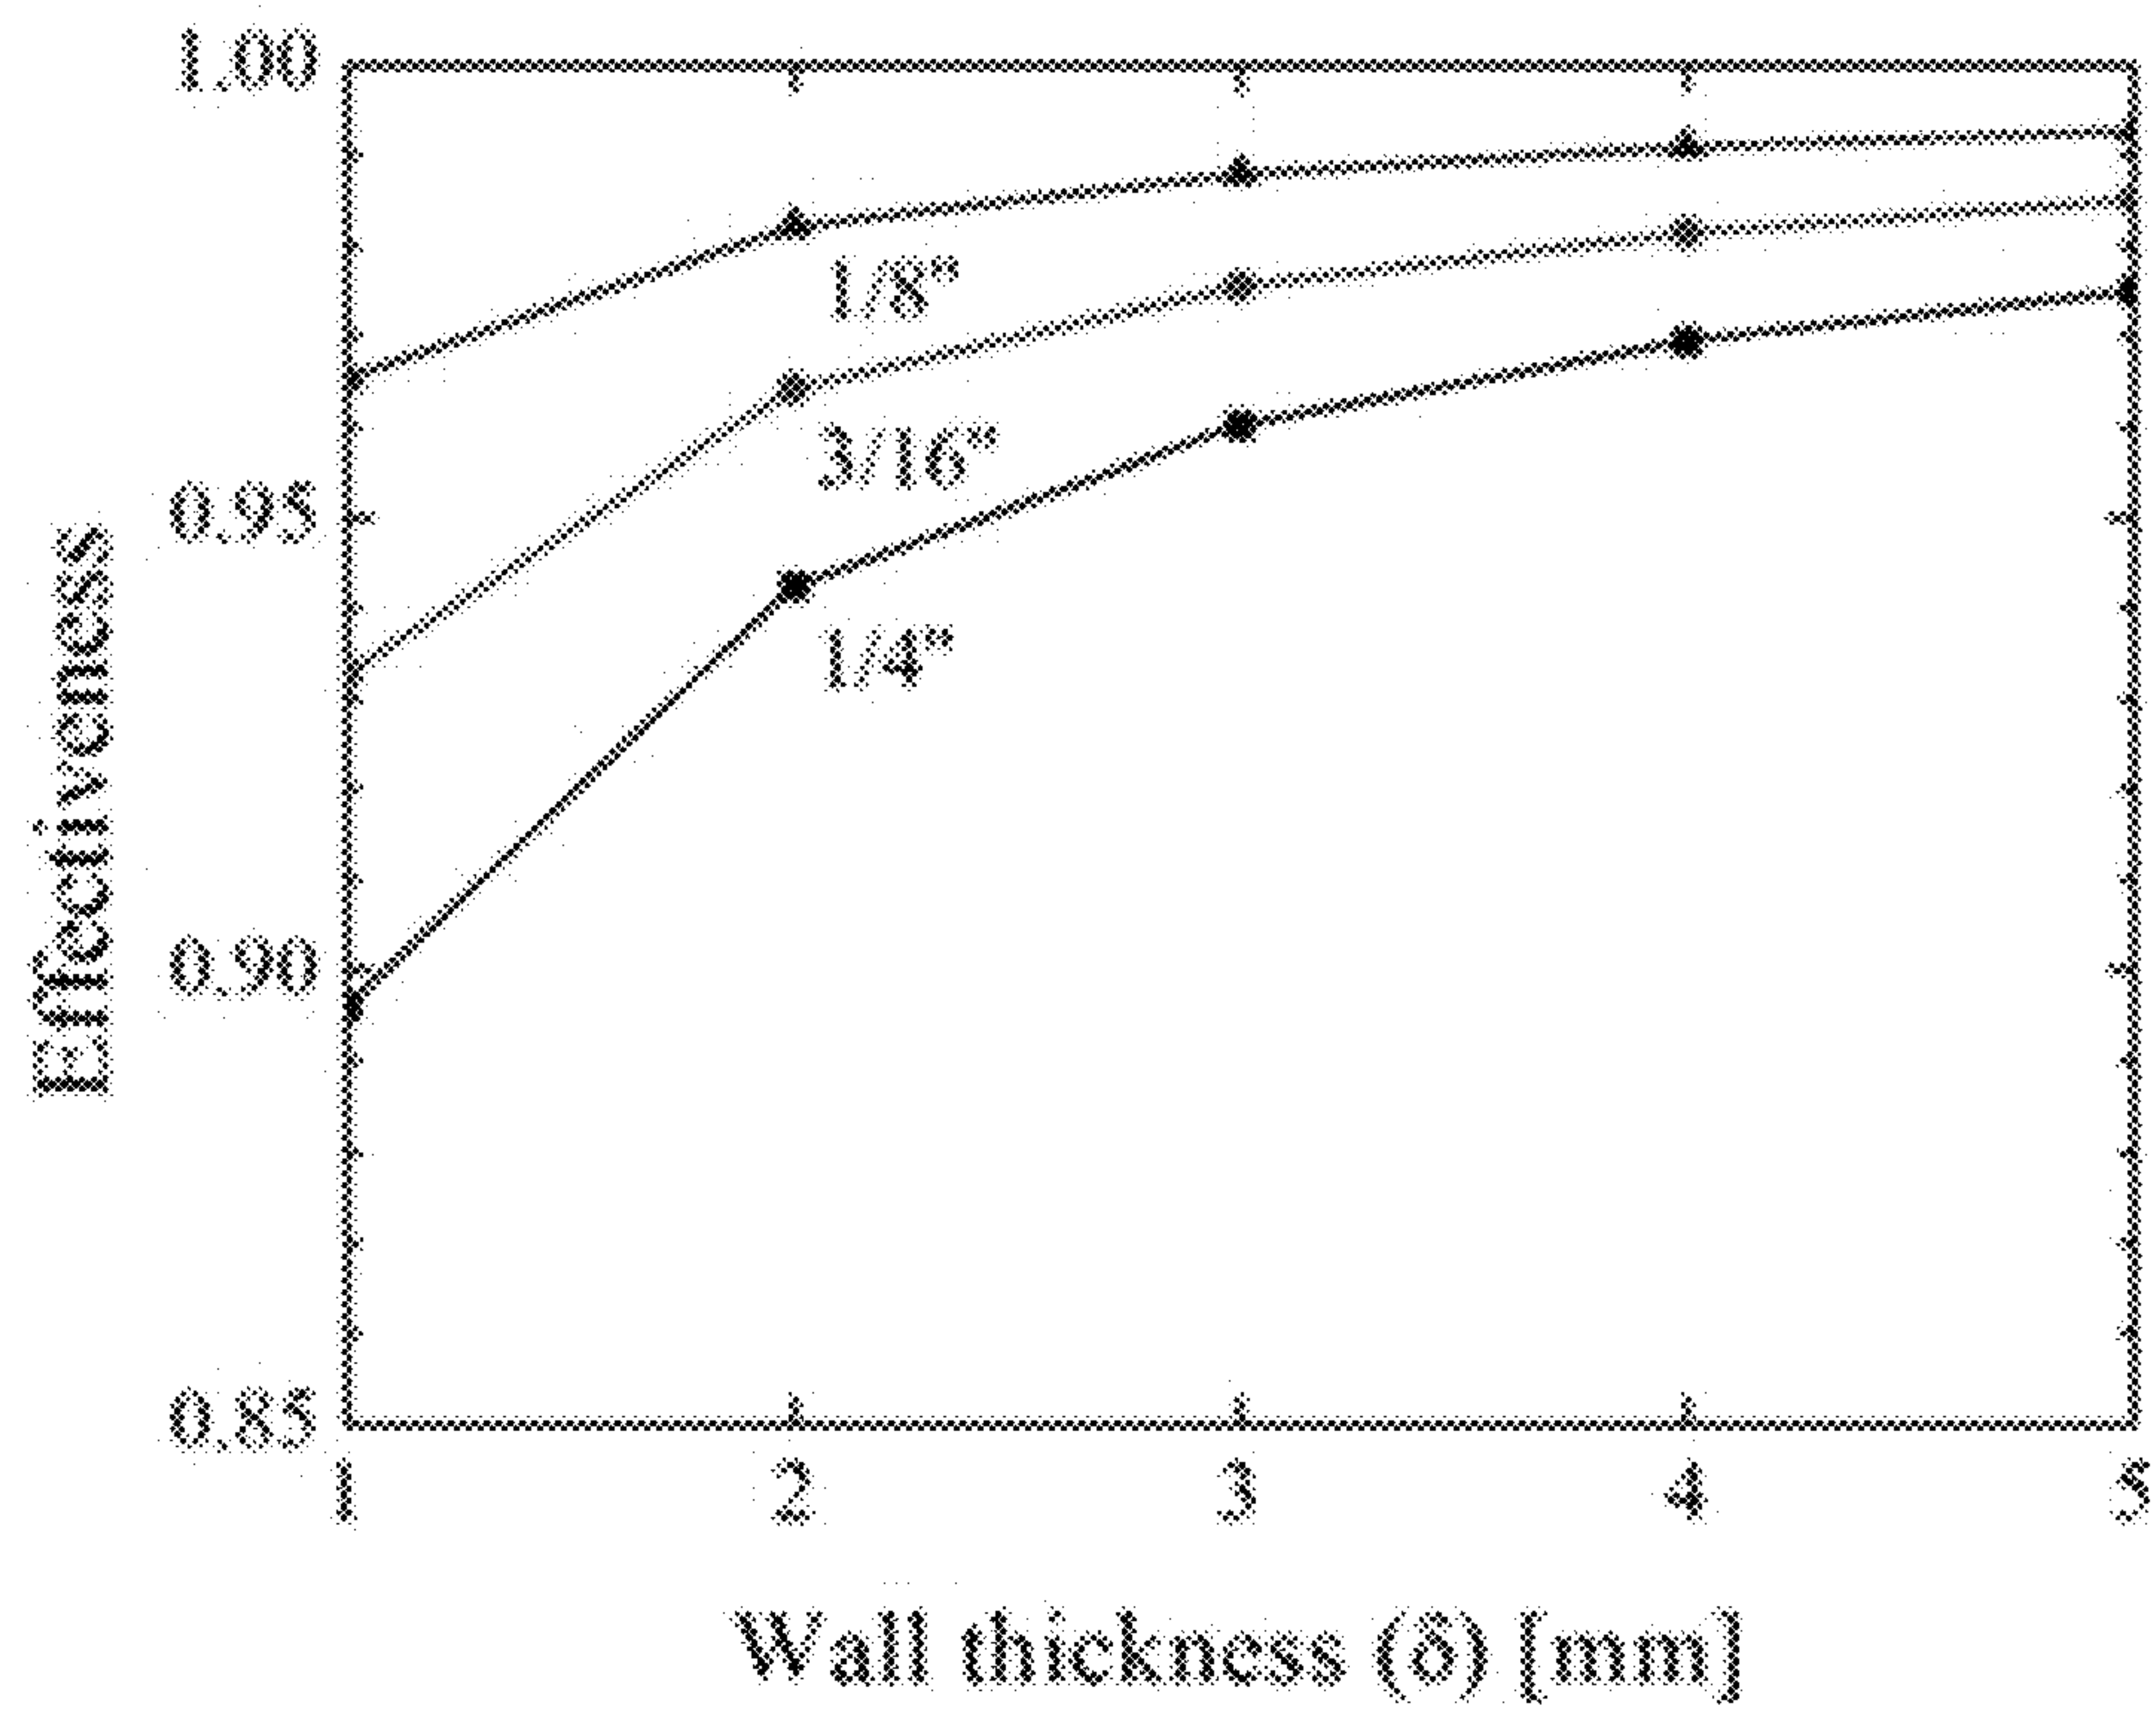 1.00
0.95
0.90
0.85
Effectiveness
1/8"
3/16"
1/4"
1 2 3 4 5
Wall thickness (δ) [mm]